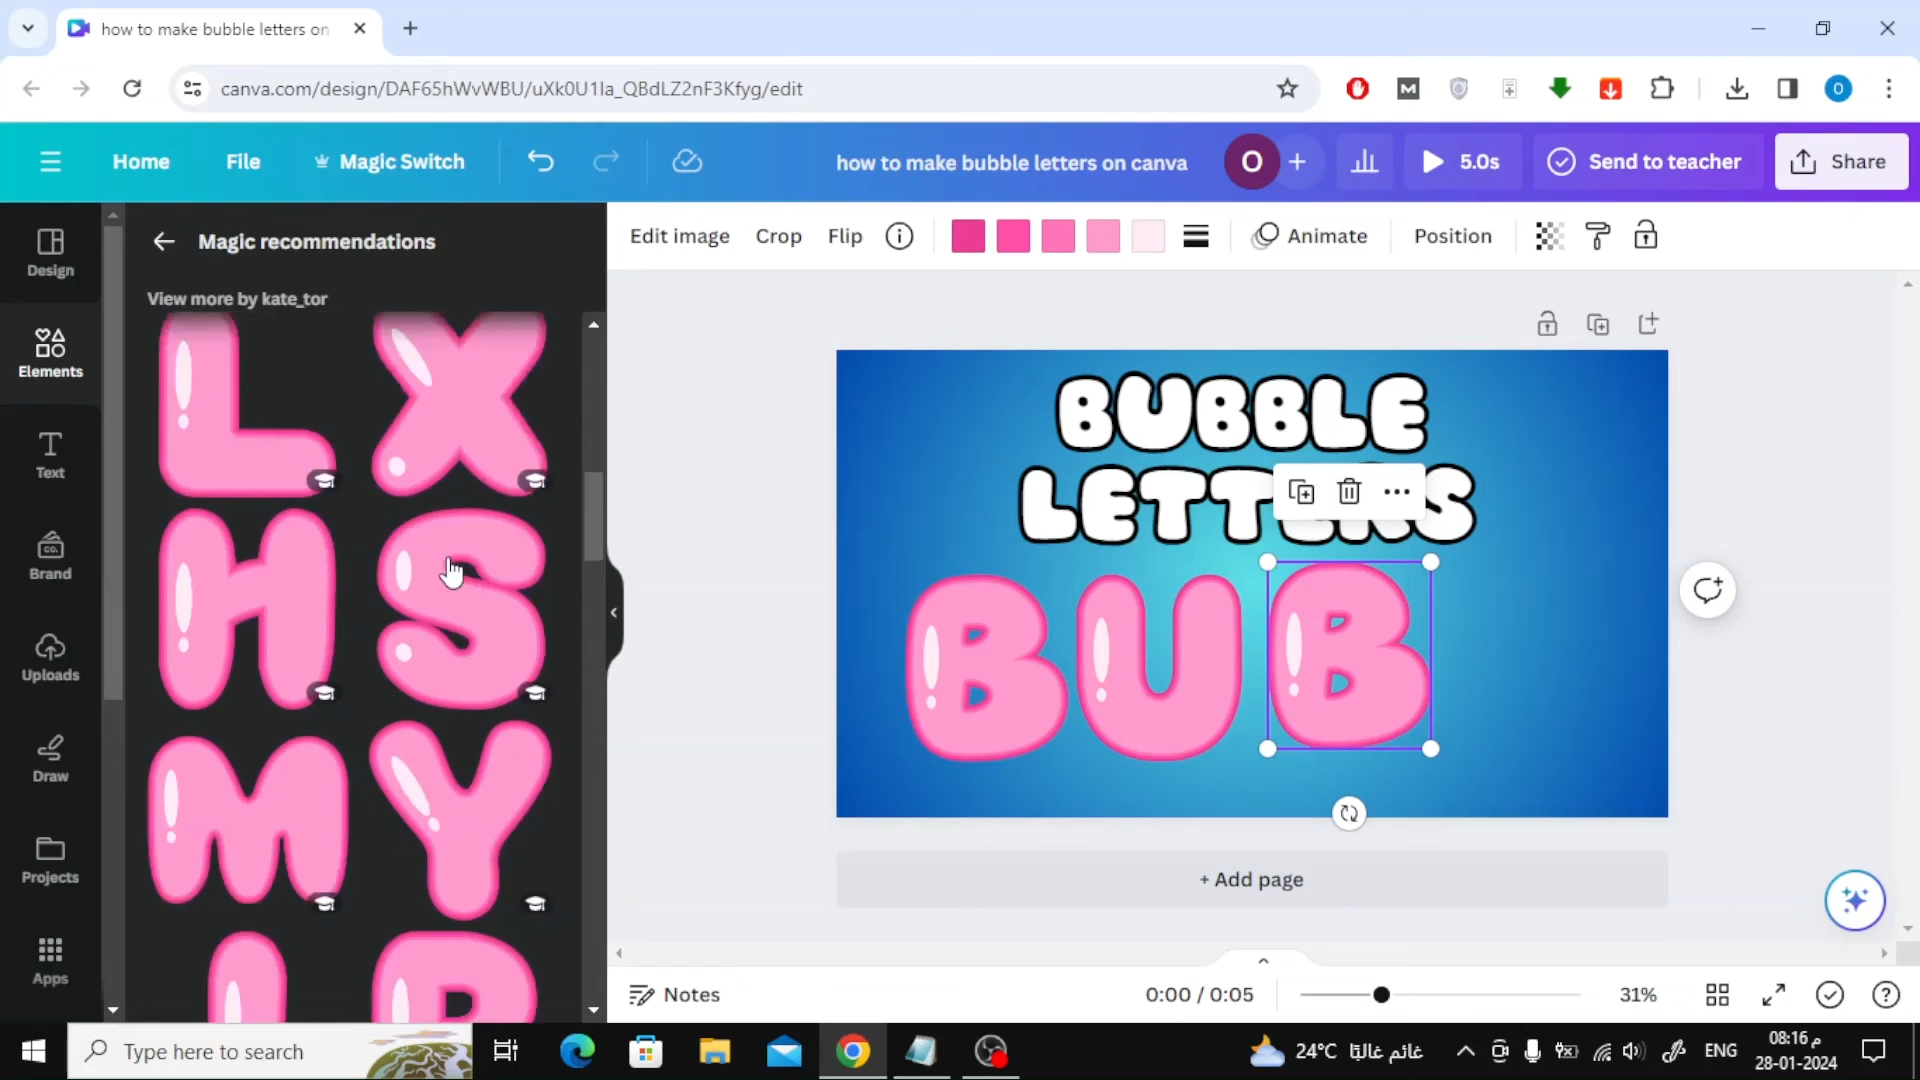 how to make bubble letters on
canva.com/design/DAF65hWvWBU/uXk0U1la_QBdLZ2nF3Kfyg/edit
Home
File
Magic Switch
how to make bubble letters on canva
O
5.0s
Send to teacher
Share
Design
Elements
Text
Brand
Uploads
Draw
Projects
Apps
Magic recommendations
View more by kate_tor
L X
H S
M Y
Edit image
Crop
Flip
Animate
Position
BUBBLE
LETTERS
BUB
+ Add page
Notes
0:00 / 0:05
31%
Type here to search
24°C غائم غالبًا
ENG
08:16 م
28-01-2024